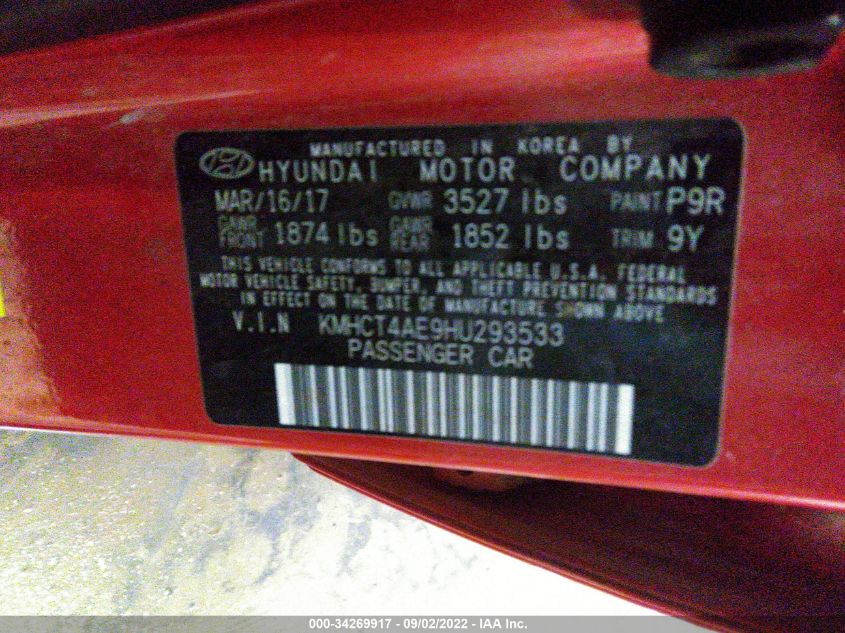 MANUFACTURED IN KOREA BY
HYUNDAI MOTOR COMPANY
MAR/16/17 GVWR 3527 lbs PAINT P9R
GAWR FRONT 1874 lbs GAWR REAR 1852 lbs TRIM 9Y
THIS VEHICLE CONFORMS TO ALL APPLICABLE U.S.A. FEDERAL
MOTOR VEHICLE SAFETY, BUMPER, AND THEFT PREVENTION STANDARDS
IN EFFECT ON THE DATE OF MANUFACTURE SHOWN ABOVE.
V.I.N KMHCT4AE9HU293533
PASSENGER CAR
000-34269917 - 09/02/2022 - IAA Inc.